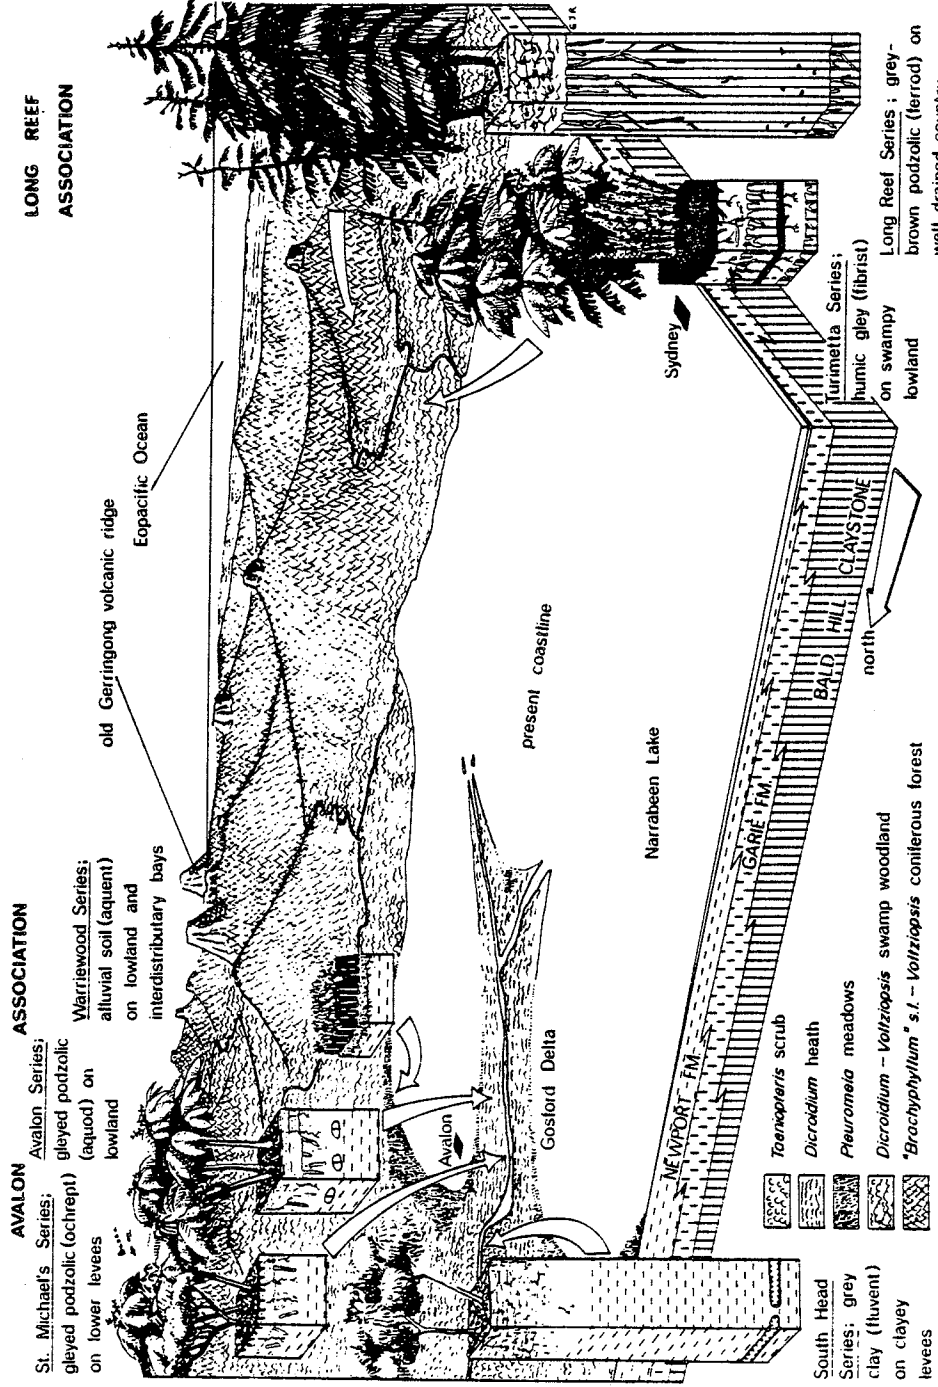 LONG REEF
ASSOCIATION
AVALON ASSOCIATION
St. Michael's Series;
gleyed podzolic (ochrept)
on lower levees
Avalon Series;
gleyed podzolic
(aquod) on
lowland
Warriewood Series;
alluvial soil (aquent)
on lowland and
interdistributary bays
old Gerringong volcanic ridge
Eopacific Ocean
Avalon
Gosford Delta
present coastline
Narrabeen Lake
Sydney
G J R
NEWPORT FM.
GARIE FM.
BALD HILL CLAYSTONE
north
South Head
Series; grey
clay (fluvent)
on clayey
levees
Taeniopteris scrub
Dicroidium heath
Pleuromeia meadows
Dicroidium – Voltziopsis swamp woodland
"Brachyphyllum" s.l. – Voltziopsis coniferous forest
Turimetta Series;
humic gley (fibrist)
on swampy
lowland
Long Reef Series; grey-
brown podzolic (ferrod) on
well drained country